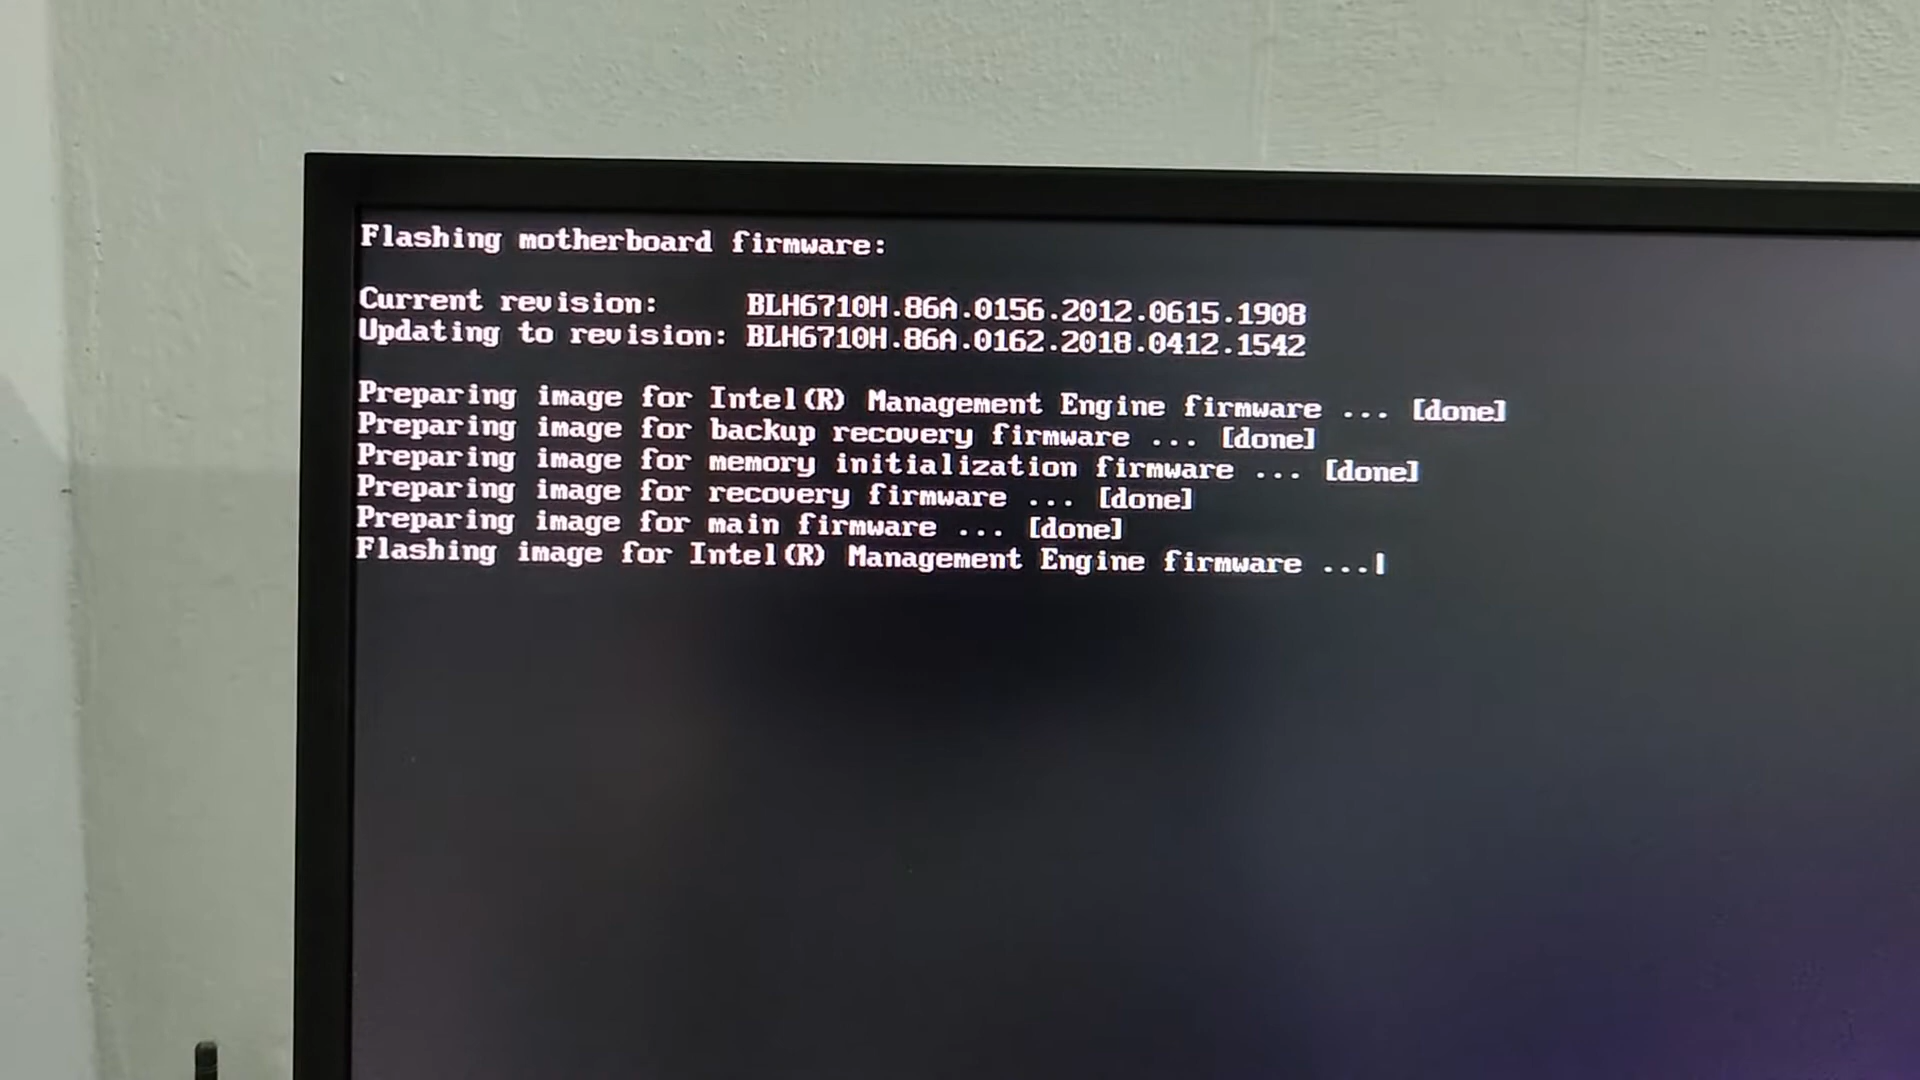 Flashing motherboard firmware:
Current revision: BLH6710H.86A.0156.2012.0615.1908
Updating to revision: BLH6710H.86A.0162.2018.0412.1542
Preparing image for Intel(R) Management Engine firmware ... [done]
Preparing image for backup recovery firmware ... [done]
Preparing image for memory initialization firmware ... [done]
Preparing image for recovery firmware ... [done]
Preparing image for main firmware ... [done]
Flashing image for Intel(R) Management Engine firmware ...